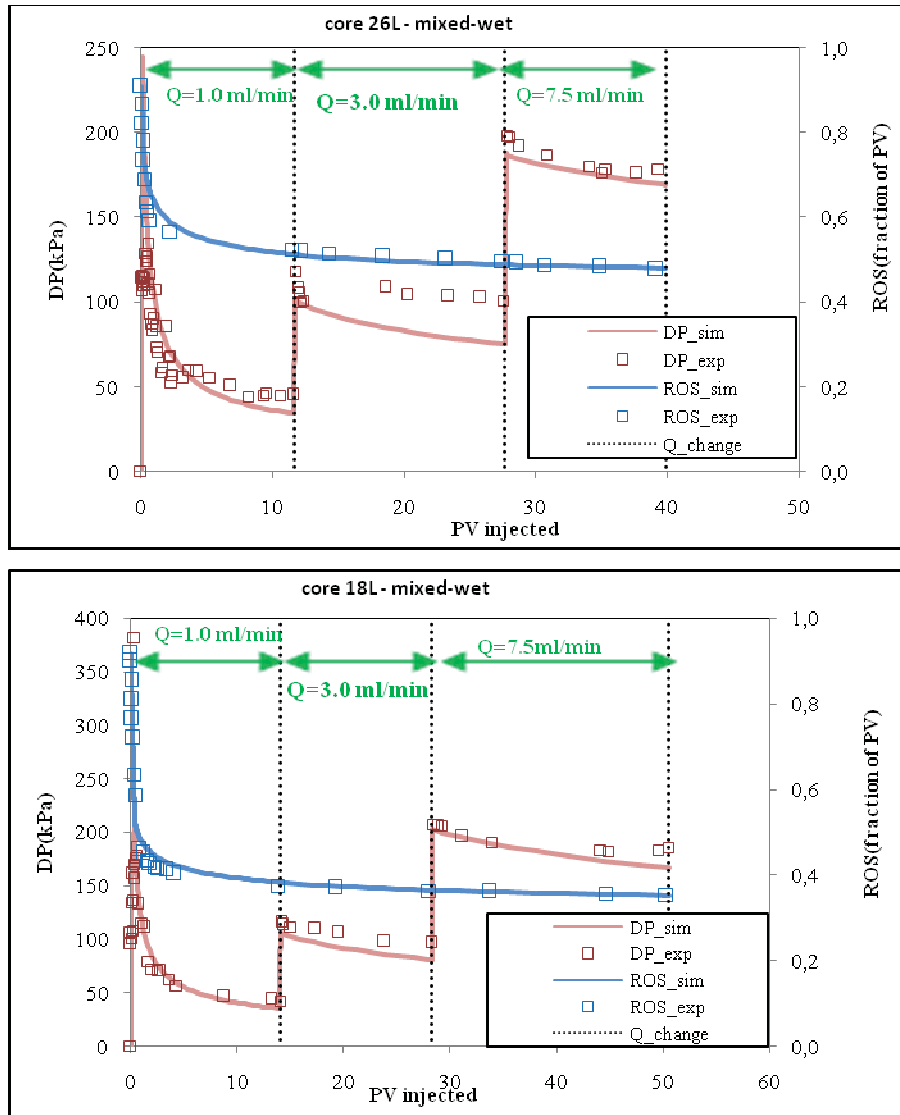 core 26L - mixed-wet
250
200
150
100
50
0
DP(kPa)
1,0
0,8
0,6
0,4
0,2
0,0
ROS(fraction of PV)
Q=1.0 ml/min
Q=3.0 ml/min
Q=7.5 ml/min
DP_sim
DP_exp
ROS_sim
ROS_exp
Q_change
0 10 20 30 40 50
PV injected
core 18L - mixed-wet
400
350
300
250
200
150
100
50
0
DP(kPa)
1,0
0,8
0,6
0,4
0,2
0,0
ROS(fraction of PV)
Q=1.0 ml/min
Q=3.0 ml/min
Q=7.5ml/min
DP_sim
DP_exp
ROS_sim
ROS_exp
Q_change
0 10 20 30 40 50 60
PV injected